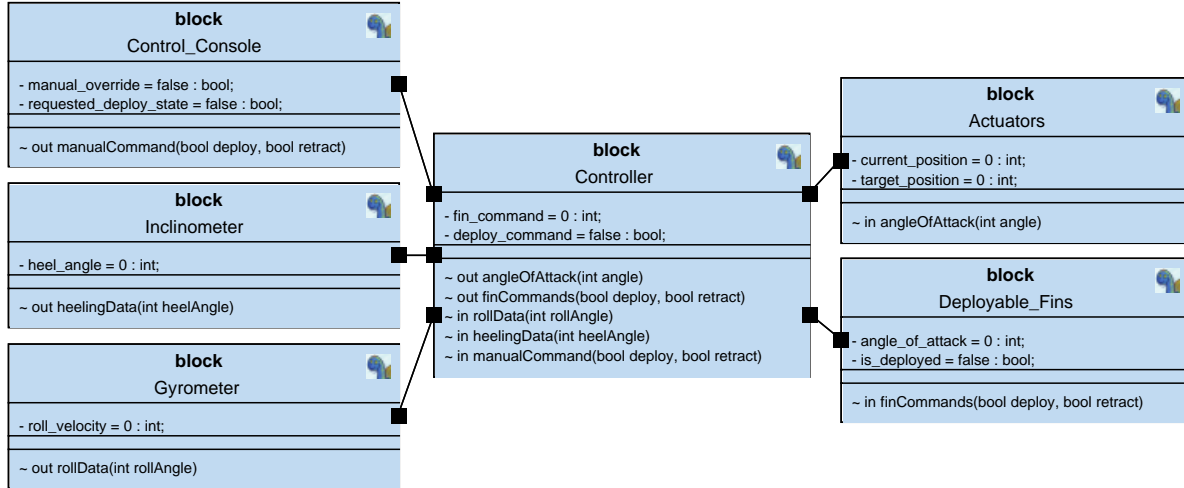 block
Control_Console
- manual_override = false : bool;
- requested_deploy_state = false : bool;
~ out manualCommand(bool deploy, bool retract)
block
Inclinometer
- heel_angle = 0 : int;
~ out heelingData(int heelAngle)
block
Gyrometer
- roll_velocity = 0 : int;
~ out rollData(int rollAngle)
block
Controller
- fin_command = 0 : int;
- deploy_command = false : bool;
~ out angleOfAttack(int angle)
~ out finCommands(bool deploy, bool retract)
~ in rollData(int rollAngle)
~ in heelingData(int heelAngle)
~ in manualCommand(bool deploy, bool retract)
block
Actuators
- current_position = 0 : int;
- target_position = 0 : int;
~ in angleOfAttack(int angle)
block
Deployable_Fins
- angle_of_attack = 0 : int;
- is_deployed = false : bool;
~ in finCommands(bool deploy, bool retract)